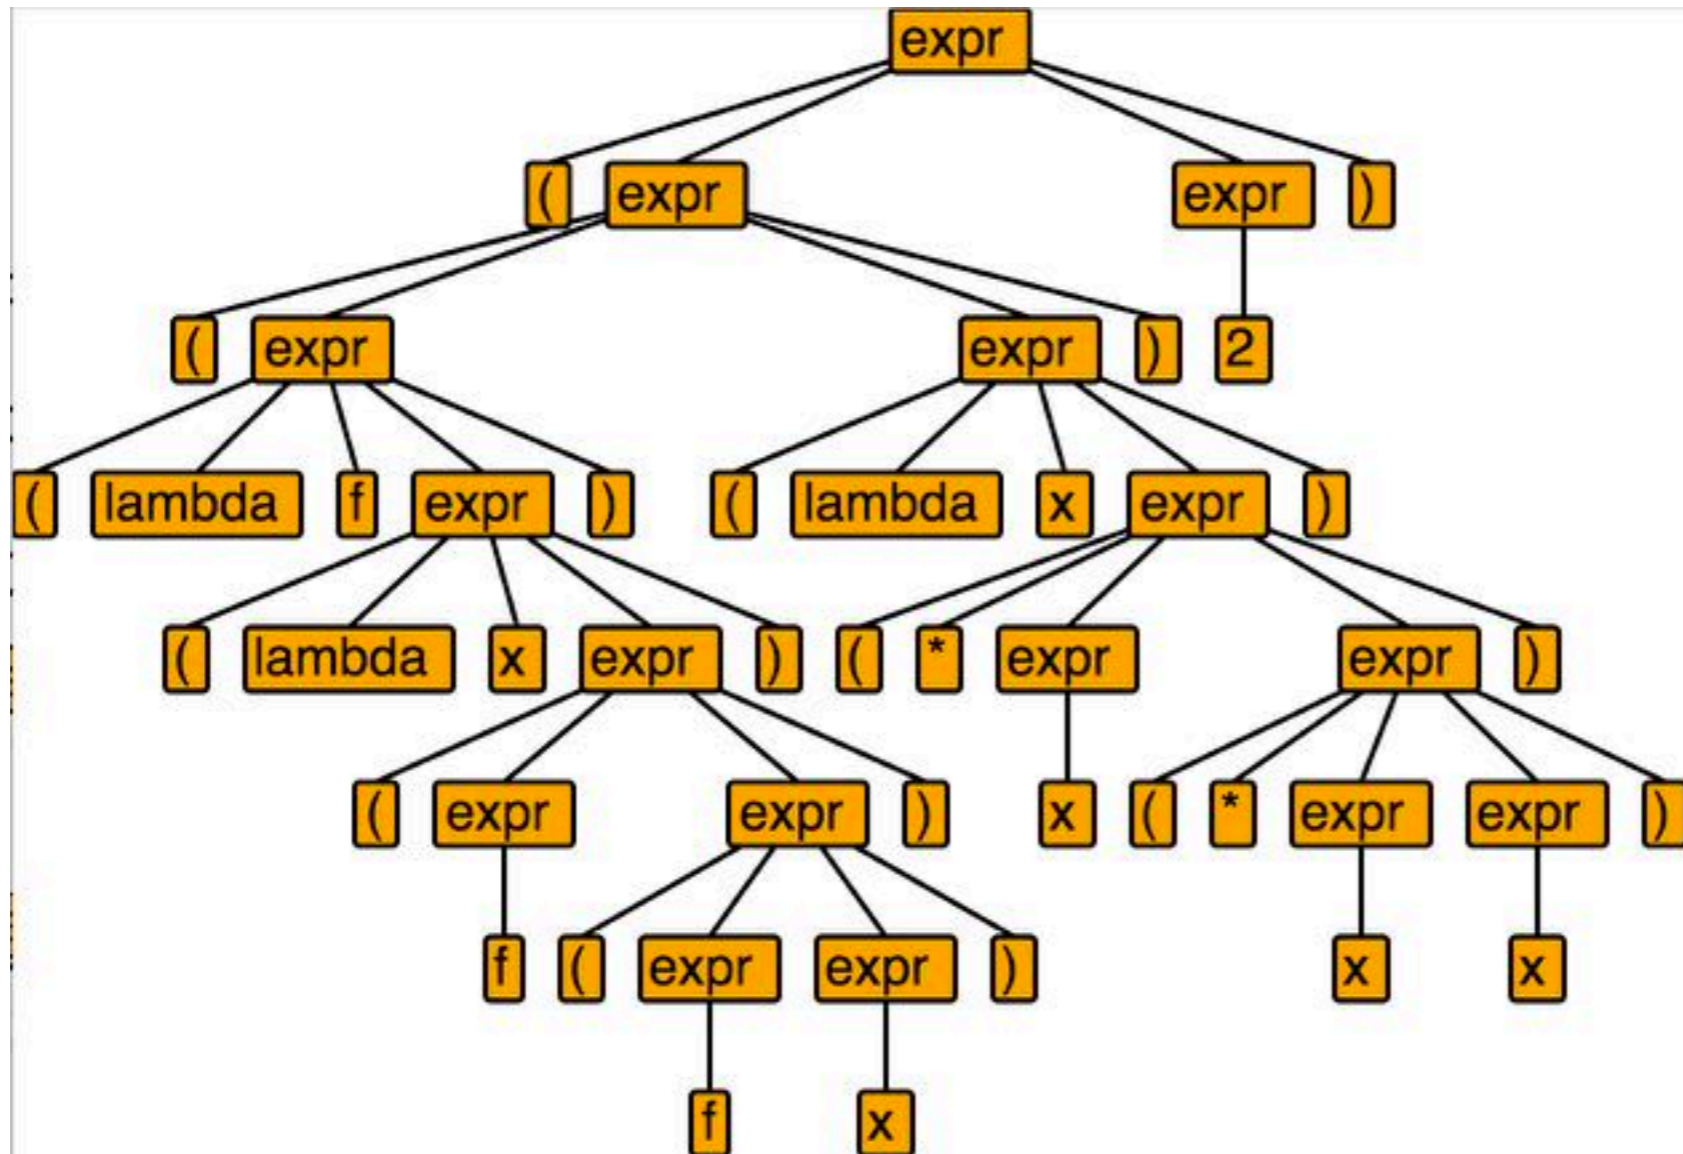 expr
( expr expr )
( expr expr ) 2
( lambda f expr ) ( lambda x expr )
( lambda x expr ) ( * expr expr )
( expr expr ) x ( * expr expr )
f ( expr expr ) x x
f x